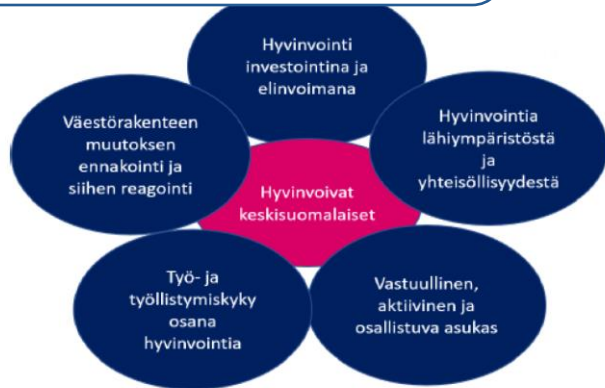 Hyvinvointi
investointina ja
elinvoimana
Väestörakenteen
muutoksen
ennakointi ja
siihen reagointi
Hyvinvointia
lähiympäristöstä
ja
yhteisöllisyydestä
Hyvinvoivat
keskisuomalaiset
Työ- ja
työllistymiskyky
osana
hyvinvointia
Vastuullinen,
aktiivinen ja
osallistuva asukas